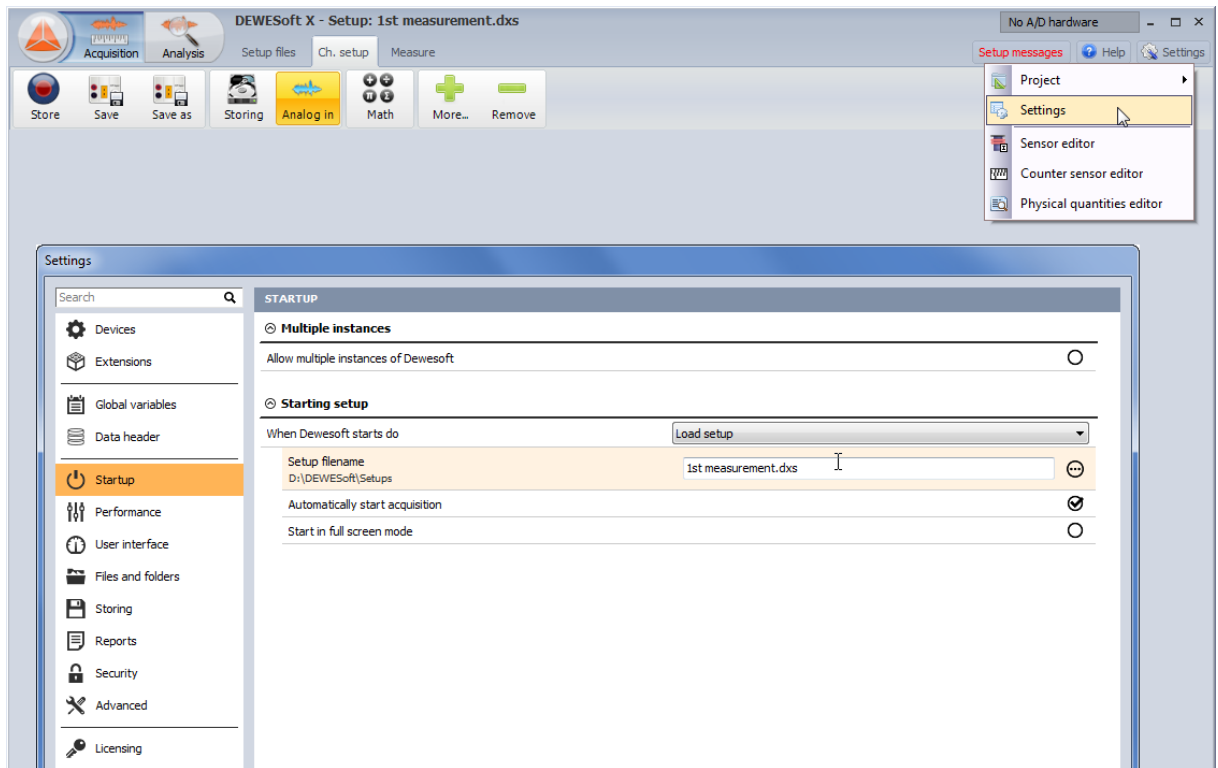 DEWESoft X - Setup: 1st measurement.dxs
No A/D hardware
Acquisition
Analysis
Setup files
Ch. setup
Measure
Setup messages
Help
Settings
Store
Save
Save as
Storing
Analog in
Math
More...
Remove
Project
Settings
Sensor editor
Counter sensor editor
Physical quantities editor
Settings
Search
Devices
Extensions
Global variables
Data header
Startup
Performance
User interface
Files and folders
Storing
Reports
Security
Advanced
Licensing
STARTUP
Multiple instances
Allow multiple instances of Dewesoft
Starting setup
When Dewesoft starts do
Load setup
Setup filename
D:\DEWESoft\Setups
1st measurement.dxs
Automatically start acquisition
Start in full screen mode